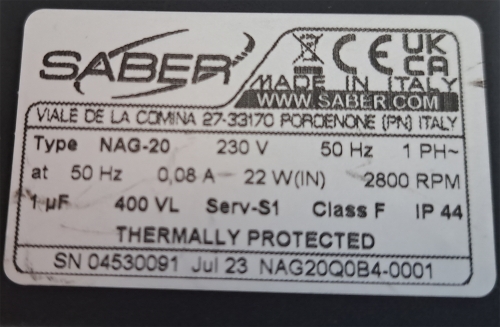 SABER
CE UK CA
MADE IN ITALY
WWW.SABER.COM
VIALE DE LA COMINA 27-33170 PORDENONE (PN) ITALY
Type NAG-20 230 V 50 Hz 1 PH~
at 50 Hz 0,08 A - 22 W(IN) 2800 RPM
1 µF 400 VL Serv-S1 Class F IP 44
THERMALLY PROTECTED
SN 04530091 Jul 23 NAG20Q0B4-0001